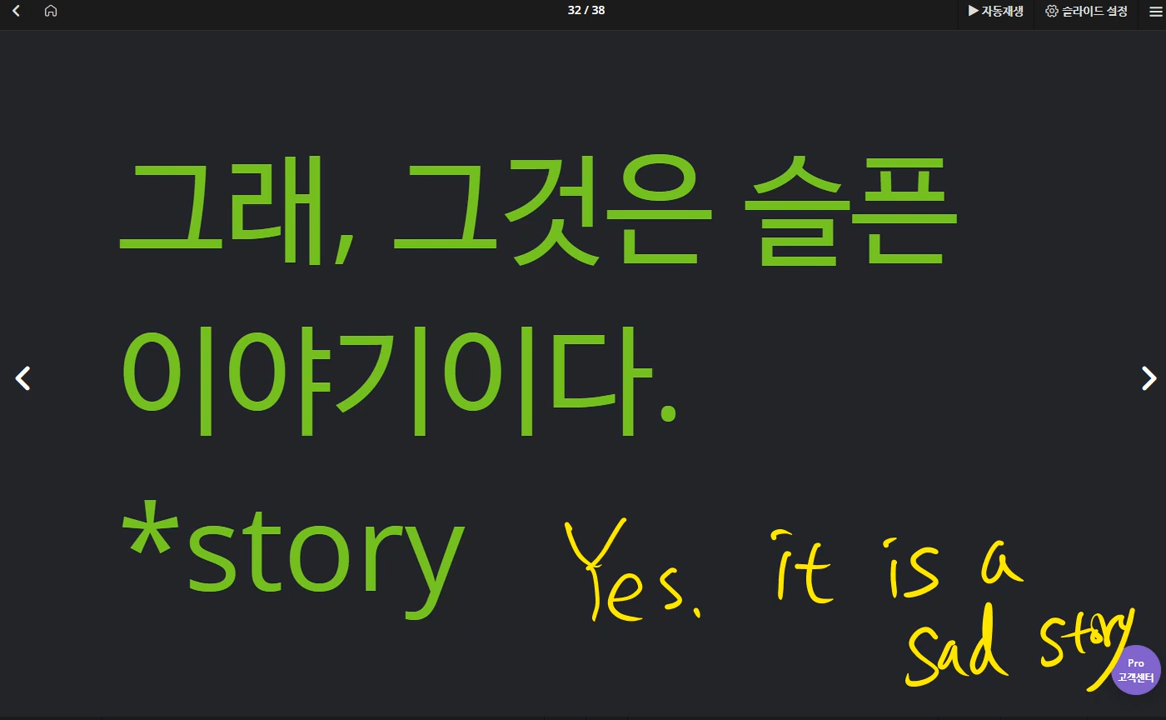 32 / 38
▶ 자동재생
슬라이드 설정
그래, 그것은 슬픈
이야기이다.
*story
Yes. it is a
sad story
Pro
고객센터